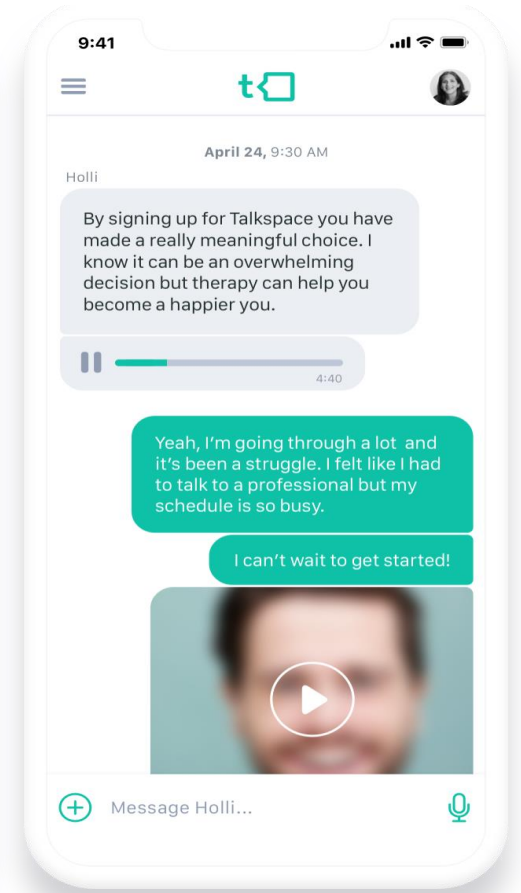 9:41
t
April 24, 9:30 AM
Holli
By signing up for Talkspace you have
made a really meaningful choice. I
know it can be an overwhelming
decision but therapy can help you
become a happier you.
4:40
Yeah, I’m going through a lot and
it’s been a struggle. I felt like I had
to talk to a professional but my
schedule is so busy.
I can’t wait to get started!
Message Holli...